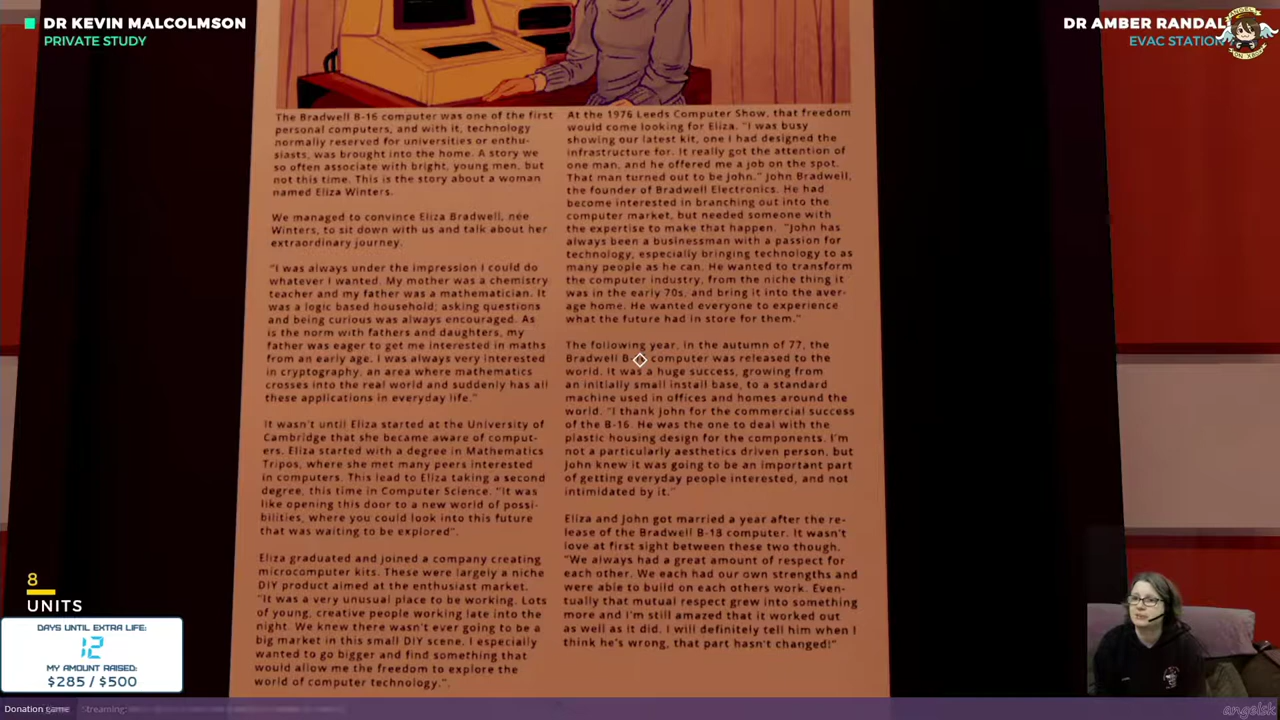 DR KEVIN MALCOLMSON
PRIVATE STUDY
DR AMBER RANDAL
EVAC STATION
ANGEL
ON XBOX
The Bradwell B-16 computer was one of the first
personal computers, and with it, technology
normally reserved for universities or enthu-
siasts, was brought into the home. A story we
so often associate with bright, young men, but
not this time. This is the story about a woman
named Eliza Winters.
We managed to convince Eliza Bradwell, née
Winters, to sit down with us and talk about her
extraordinary journey.
"I was always under the impression I could do
whatever I wanted. My mother was a chemistry
teacher and my father was a mathematician. It
was a logic based household; asking questions
and being curious was always encouraged. As
is the norm with fathers and daughters, my
father was eager to get me interested in maths
from an early age. I was always very interested
in cryptography, an area where mathematics
crosses into the real world and suddenly has all
these applications in everyday life."
It wasn't until Eliza started at the University of
Cambridge that she became aware of comput-
ers. Eliza started with a degree in Mathematics
Tripos, where she met many peers interested
in computers. This lead to Eliza taking a second
degree, this time in Computer Science. "It was
like opening this door to a new world of possi-
bilities, where you could look into this future
that was waiting to be explored".
Eliza graduated and joined a company creating
microcomputer kits. These were largely a niche
DIY product aimed at the enthusiast market.
"It was a very unusual place to be working. Lots
of young, creative people working late into the
night. We knew there wasn't ever going to be a
big market in this small DIY scene. I especially
wanted to go bigger and find something that
would allow me the freedom to explore the
world of computer technology.".
At the 1976 Leeds Computer Show, that freedom
would come looking for Eliza. "I was busy
showing our latest kit, one I had designed the
infrastructure for. It really got the attention of
one man, and he offered me a job on the spot.
That man turned out to be John." John Bradwell,
the founder of Bradwell Electronics. He had
become interested in branching out into the
computer market, but needed someone with
the expertise to make that happen. "John has
always been a businessman with a passion for
technology, especially bringing technology to as
many people as he can. He wanted to transform
the computer industry, from the niche thing it
was in the early 70s, and bring it into the aver-
age home. He wanted everyone to experience
what the future had in store for them."
The following year, in the autumn of 77, the
Bradwell B computer was released to the
world. It was a huge success, growing from
an initially small install base, to a standard
machine used in offices and homes around the
world. "I thank John for the commercial success
of the B-16. He was the one to deal with the
plastic housing design for the components. I'm
not a particularly aesthetics driven person, but
John knew it was going to be an important part
of getting everyday people interested, and not
intimidated by it."
Eliza and John got married a year after the re-
lease of the Bradwell B-18 computer. It wasn't
love at first sight between these two though.
"We always had a great amount of respect for
each other. We each had our own strengths and
were able to build on each others work. Even-
tually that mutual respect grew into something
more and I'm still amazed that it worked out
as well as it did. I will definitely tell him when I
think he's wrong, that part hasn't changed!"
8
UNITS
DAYS UNTIL EXTRA LIFE:
12
MY AMOUNT RAISED:
$285 / $500
Donation game
Streaming:
angelsk